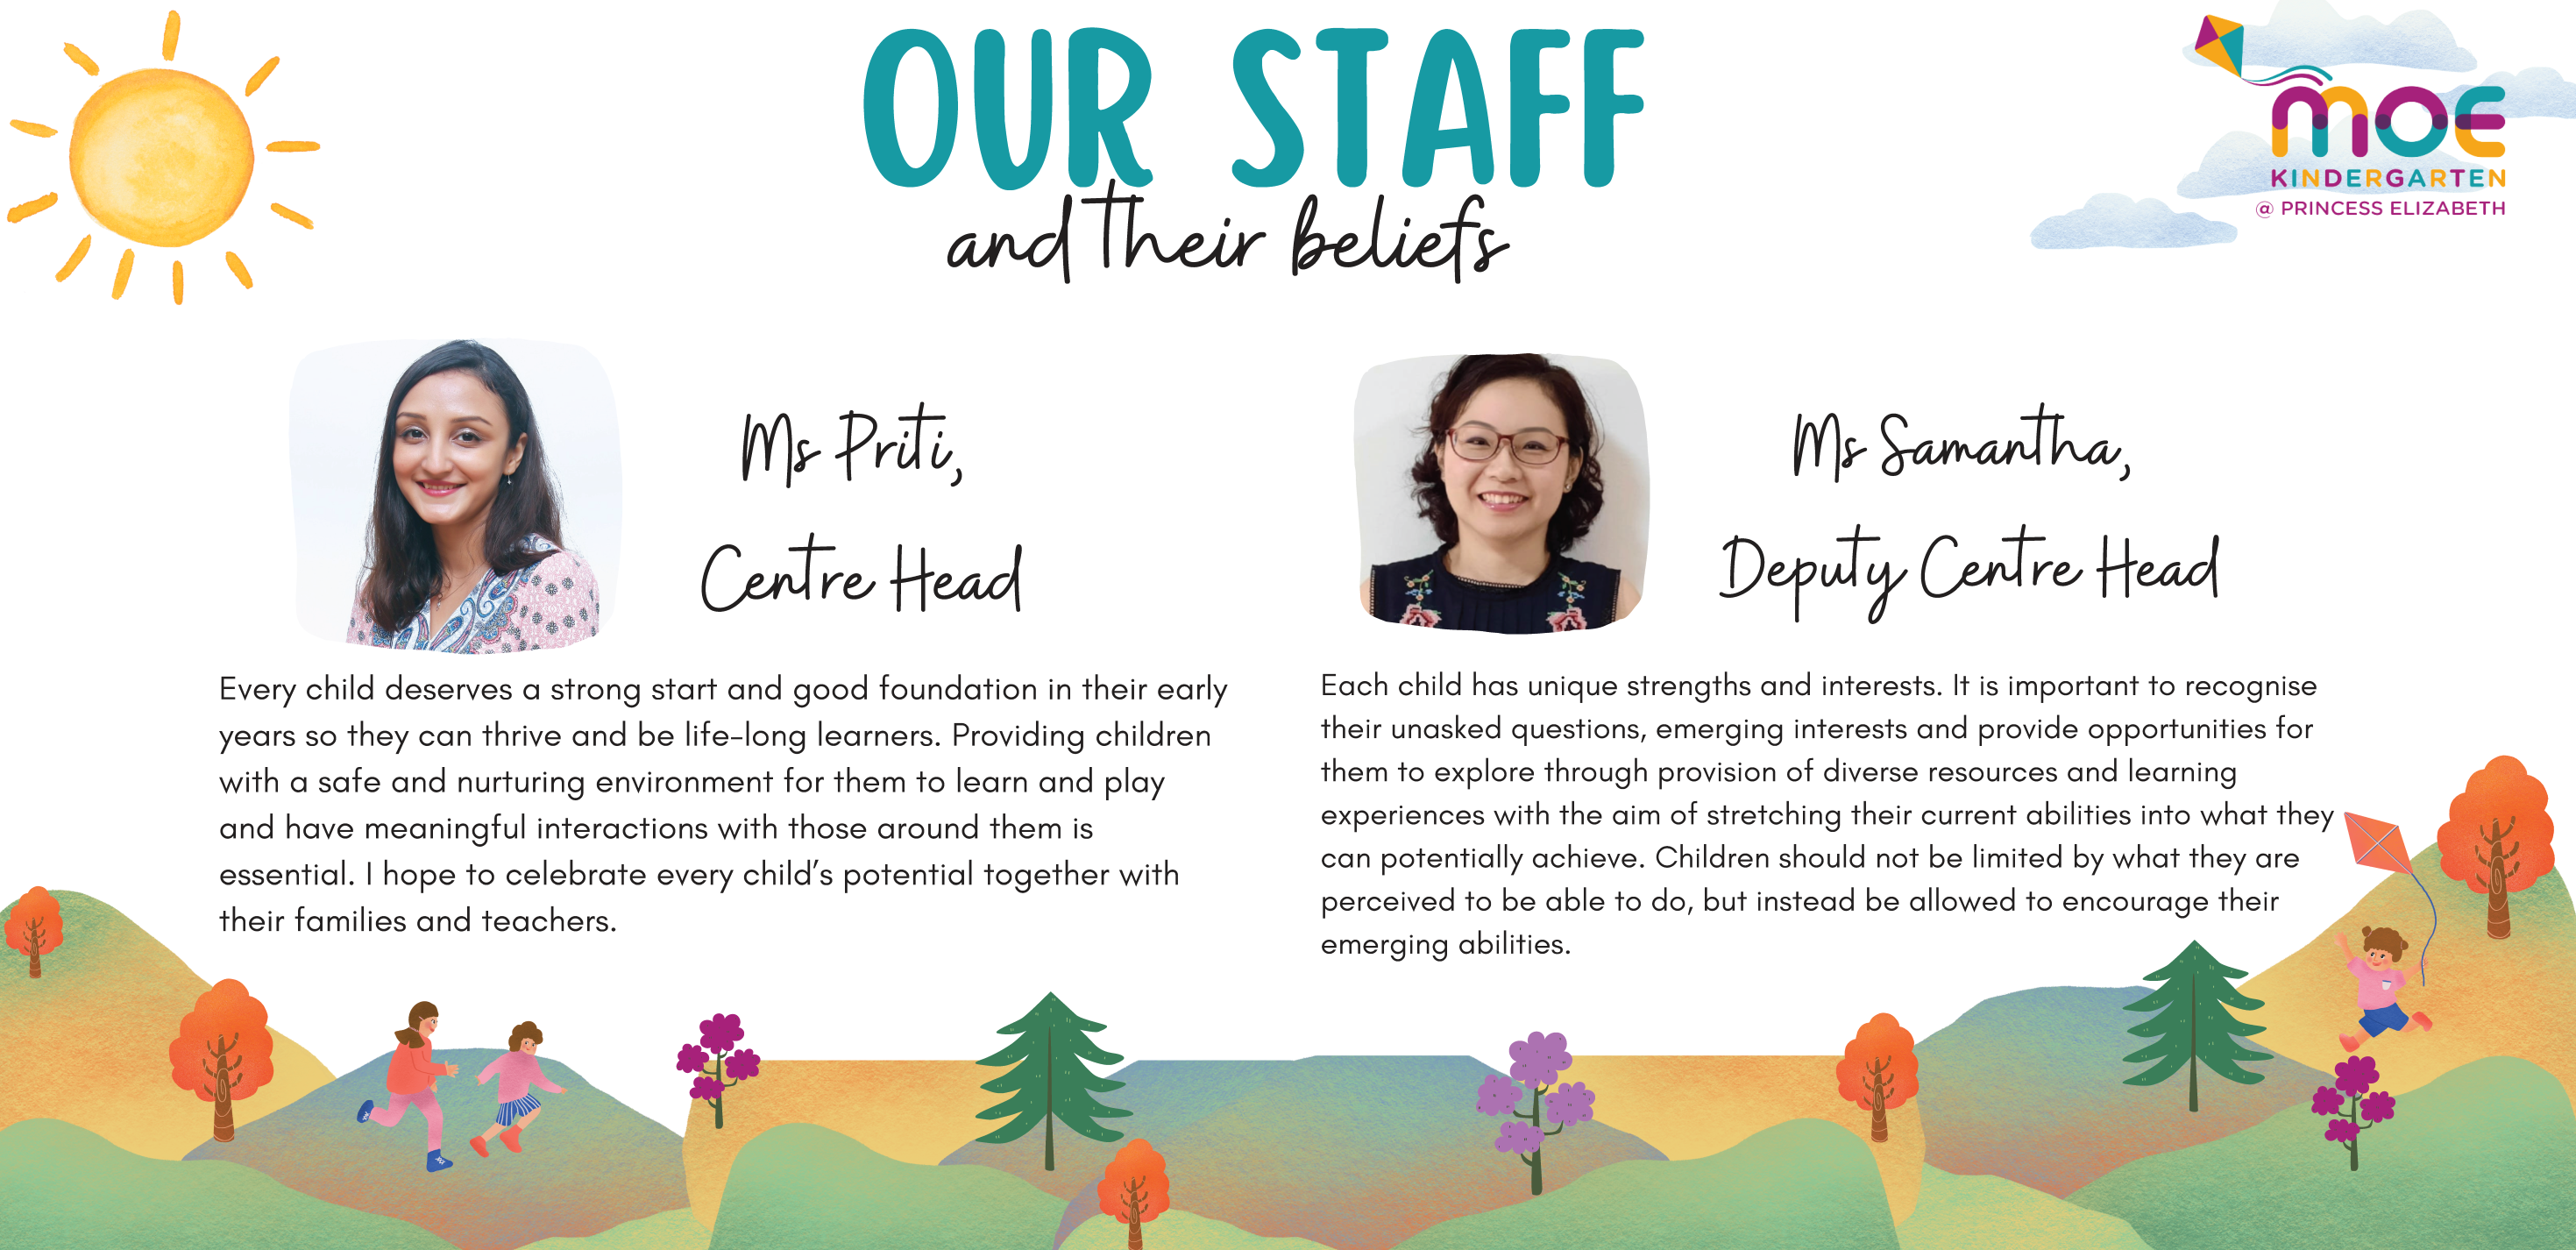 OUR STAFF
and their beliefs
MOE
KINDERGARTEN
@ PRINCESS ELIZABETH
Ms Priti,
Centre Head
Every child deserves a strong start and good foundation in their early
years so they can thrive and be life-long learners. Providing children
with a safe and nurturing environment for them to learn and play
and have meaningful interactions with those around them is
essential. I hope to celebrate every child’s potential together with
their families and teachers.
Ms Samantha,
Deputy Centre Head
Each child has unique strengths and interests. It is important to recognise
their unasked questions, emerging interests and provide opportunities for
them to explore through provision of diverse resources and learning
experiences with the aim of stretching their current abilities into what they
can potentially achieve. Children should not be limited by what they are
perceived to be able to do, but instead be allowed to encourage their
emerging abilities.